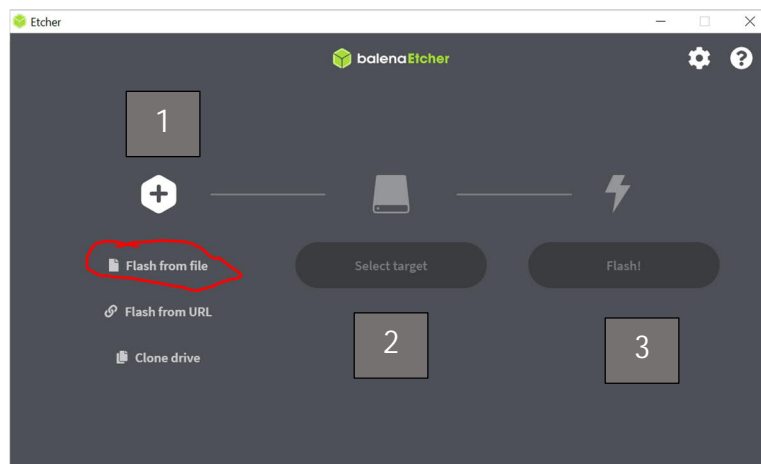 Etcher
balenaEtcher
1
Flash from file
Select target
Flash!
Flash from URL
2
3
Clone drive